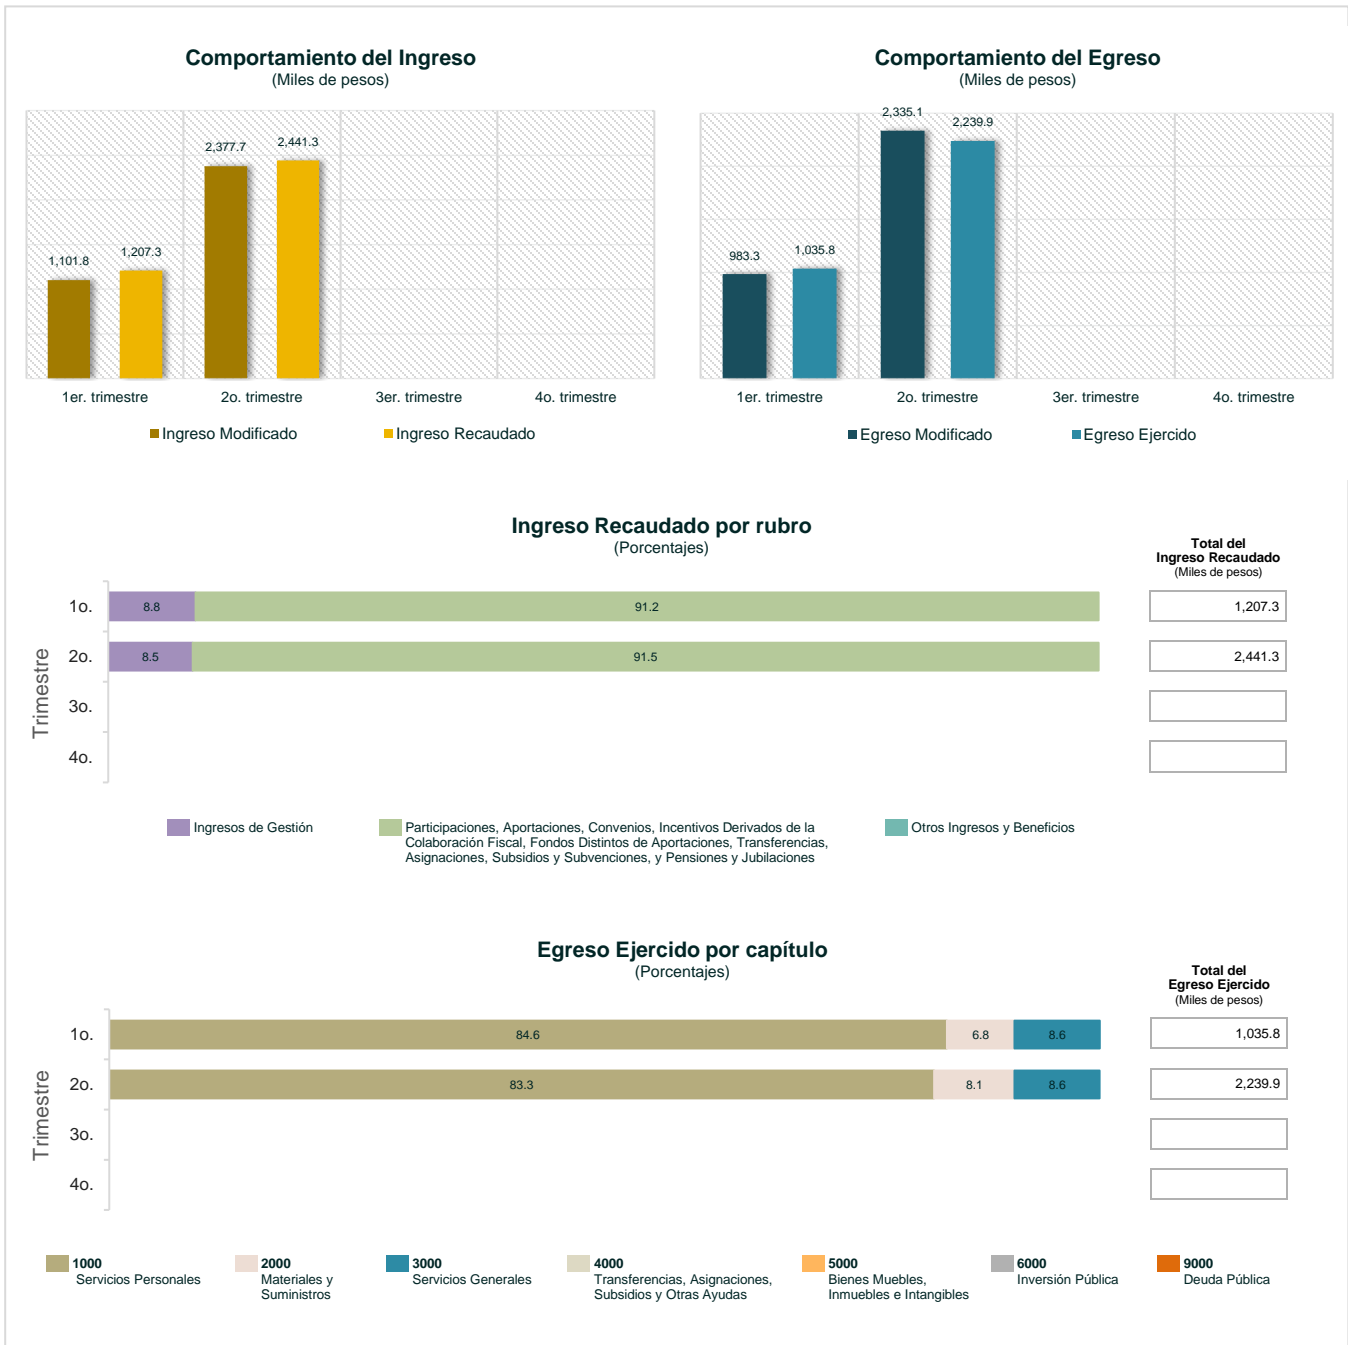 Comportamiento del Ingreso
(Miles de pesos)
1,101.8
1,207.3
2,377.7
2,441.3
1er. trimestre
2o. trimestre
3er. trimestre
4o. trimestre
Ingreso Modificado
Ingreso Recaudado
Comportamiento del Egreso
(Miles de pesos)
983.3
1,035.8
2,335.1
2,239.9
1er. trimestre
2o. trimestre
3er. trimestre
4o. trimestre
Egreso Modificado
Egreso Ejercido
Ingreso Recaudado por rubro
(Porcentajes)
Total del
Ingreso Recaudado
(Miles de pesos)
Trimestre
1o.
8.8
91.2
1,207.3
2o.
8.5
91.5
2,441.3
3o.
4o.
Ingresos de Gestión
Participaciones, Aportaciones, Convenios, Incentivos Derivados de la
Colaboración Fiscal, Fondos Distintos de Aportaciones, Transferencias,
Asignaciones, Subsidios y Subvenciones, y Pensiones y Jubilaciones
Otros Ingresos y Beneficios
Egreso Ejercido por capítulo
(Porcentajes)
Total del
Egreso Ejercido
(Miles de pesos)
Trimestre
1o.
84.6
6.8
8.6
1,035.8
2o.
83.3
8.1
8.6
2,239.9
3o.
4o.
1000
Servicios Personales
2000
Materiales y
Suministros
3000
Servicios Generales
4000
Transferencias, Asignaciones,
Subsidios y Otras Ayudas
5000
Bienes Muebles,
Inmuebles e Intangibles
6000
Inversión Pública
9000
Deuda Pública